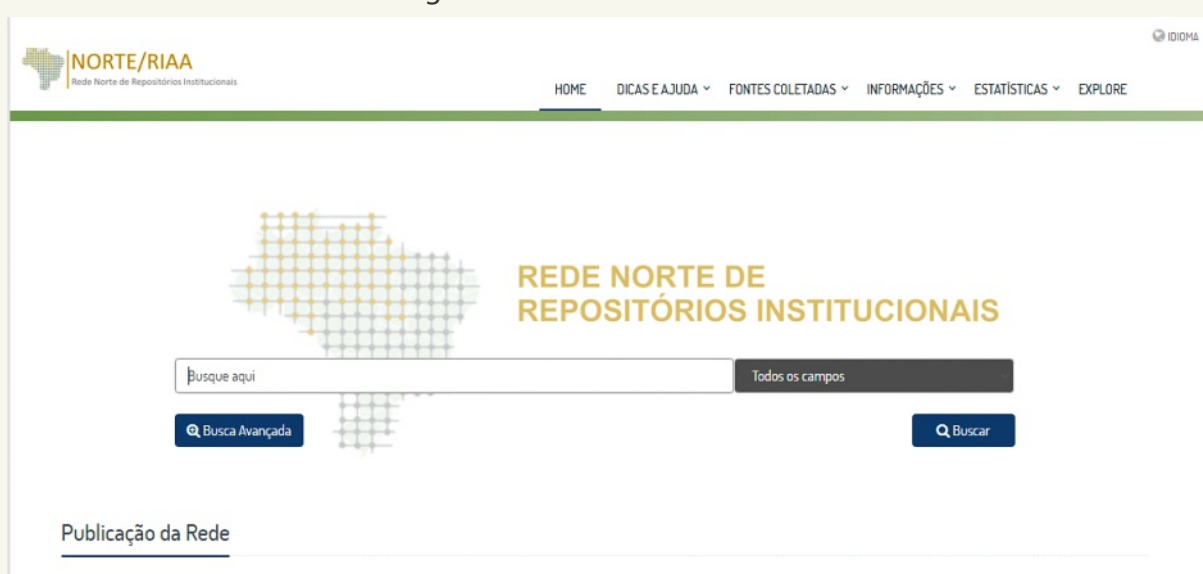 IDIOMA
NORTE/RIAA
Rede Norte de Repositórios Institucionais
HOME DICAS E AJUDA FONTES COLETADAS INFORMAÇÕES ESTATÍSTICAS EXPLORE
REDE NORTE DE
REPOSITÓRIOS INSTITUCIONAIS
Busque aqui Todos os campos
Busca Avançada Buscar
Publicação da Rede